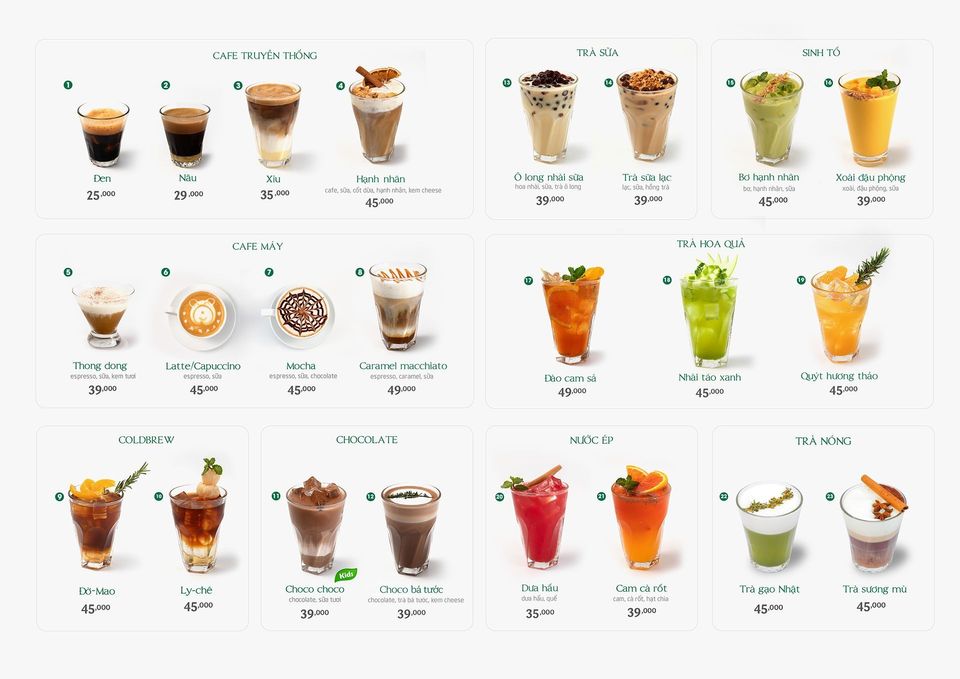 CAFE TRUYỀN THỐNG
1
2
3
4
Đen
Nâu
Xỉu
Hạnh nhân
cafe, sữa, cốt dừa, hạnh nhân, kem cheese
25,000
29,000
35,000
45,000
TRÀ SỮA
13
14
Ô long nhài sữa
Trà sữa lạc
hoa nhài, sữa, trà ô long
lạc, sữa, hồng trà
39,000
39,000
SINH TỐ
15
16
Bơ hạnh nhân
Xoài đậu phộng
bơ, hạnh nhân, sữa
xoài, đậu phộng, sữa
45,000
39,000
CAFE MÁY
5
6
7
8
Thong dong
Latte/Capuccino
Mocha
Caramel macchiato
espresso, sữa, kem tươi
espresso, sữa
espresso, sữa, chocolate
espresso, caramel, sữa
39,000
45,000
45,000
49,000
TRÀ HOA QUẢ
17
18
19
Đào cam sả
Nhài táo xanh
Quýt hương thảo
49,000
45,000
45,000
COLDBREW
9
10
Đờ-Mao
Ly-chê
45,000
45,000
CHOCOLATE
11
12
Kids
Choco choco
Choco bá tước
chocolate, sữa tươi
chocolate, trà bá tước, kem cheese
39,000
39,000
NƯỚC ÉP
20
21
Dưa hấu
Cam cà rốt
dưa hấu, quế
cam, cà rốt, hạt chia
35,000
39,000
TRÀ NÓNG
22
23
Trà gạo Nhật
Trà sương mù
45,000
45,000